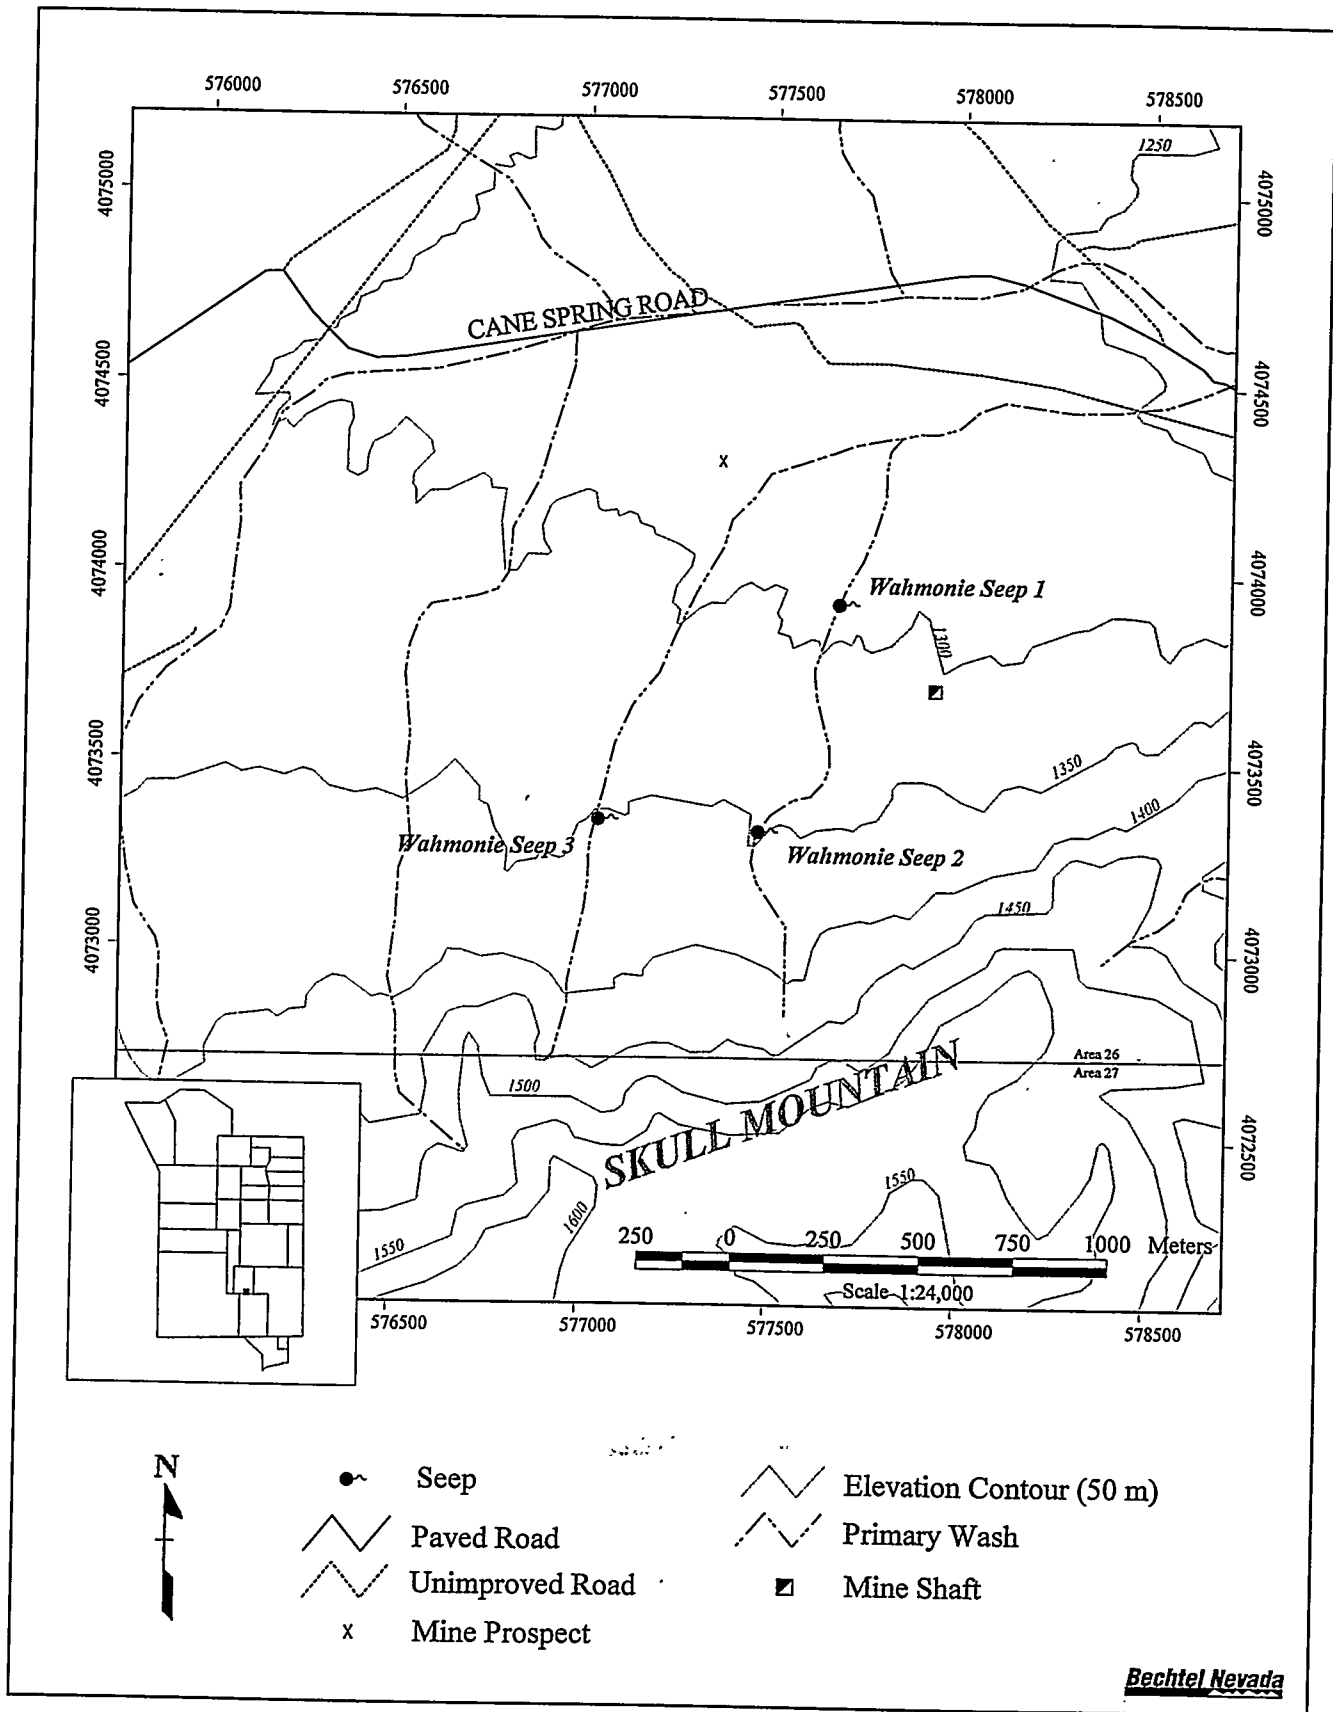 576000 576500 577000 577500 578000 578500
1250
4075000
4075000
CANE SPRING ROAD
4074500
4074500
X
4074000
4074000
Wahmonie Seep 1
1300
4073500
4073500
1350
1400
Wahmonie Seep 3
Wahmonie Seep 2
1450
4073000
4073000
Area 26
Area 27
1500
SKULL MOUNTAIN
4072500
1550
1600
1550
250 0 250 500 750 1000 Meters
Scale 1:24,000
576500 577000 577500 578000 578500
N
Seep
Elevation Contour (50 m)
Paved Road
Primary Wash
Unimproved Road
Mine Shaft
X Mine Prospect
Bechtel Nevada